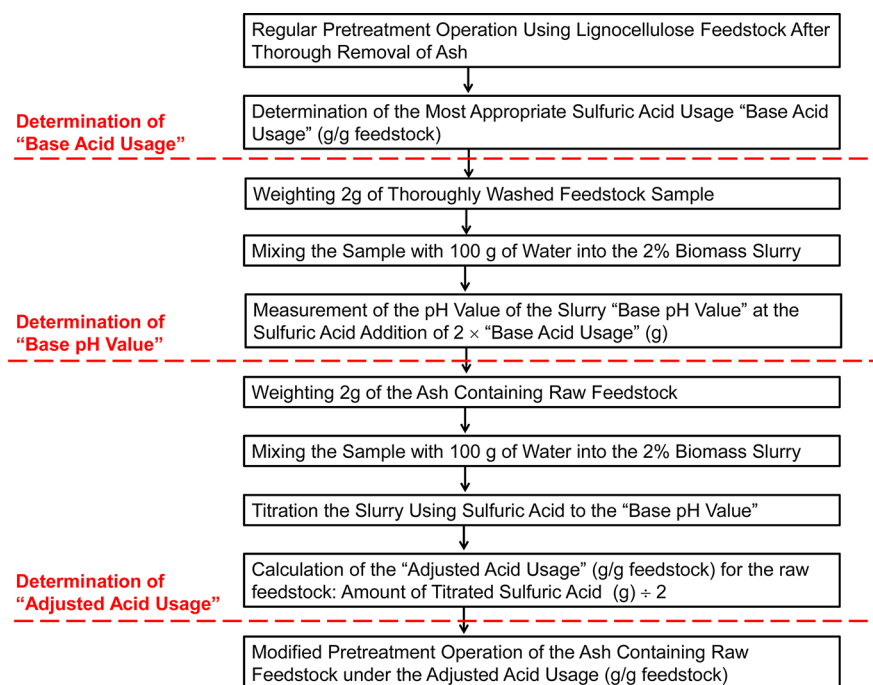 Regular Pretreatment Operation Using Lignocellulose Feedstock After
Thorough Removal of Ash
Determination of the Most Appropriate Sulfuric Acid Usage “Base Acid
Usage” (g/g feedstock)
Determination of
“Base Acid Usage”
Weighting 2g of Thoroughly Washed Feedstock Sample
Mixing the Sample with 100 g of Water into the 2% Biomass Slurry
Measurement of the pH Value of the Slurry “Base pH Value” at the
Sulfuric Acid Addition of 2 × “Base Acid Usage” (g)
Determination of
“Base pH Value”
Weighting 2g of the Ash Containing Raw Feedstock
Mixing the Sample with 100 g of Water into the 2% Biomass Slurry
Titration the Slurry Using Sulfuric Acid to the “Base pH Value”
Calculation of the “Adjusted Acid Usage” (g/g feedstock) for the raw
feedstock: Amount of Titrated Sulfuric Acid (g) ÷ 2
Determination of
“Adjusted Acid Usage”
Modified Pretreatment Operation of the Ash Containing Raw
Feedstock under the Adjusted Acid Usage (g/g feedstock)